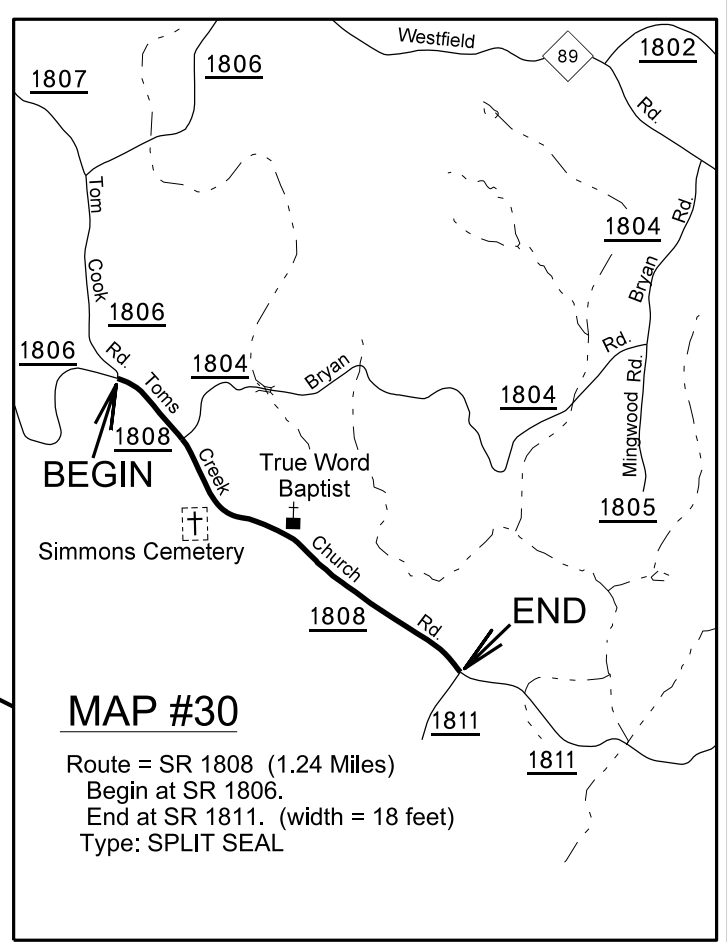 Westfield
89
1802
1807
1806
Rd.
Tom
1804
Rd.
Bryan
Cook
1806
1806
Rd.
Rd.
1804
Bryan
Toms
1804
Mingwood Rd.
1808
BEGIN
Creek
True Word
Baptist
1805
Simmons Cemetery
Church
1808
Rd.
END
MAP #30
1811
1811
Route = SR 1808 (1.24 Miles)
Begin at SR 1806.
End at SR 1811. (width = 18 feet)
Type: SPLIT SEAL